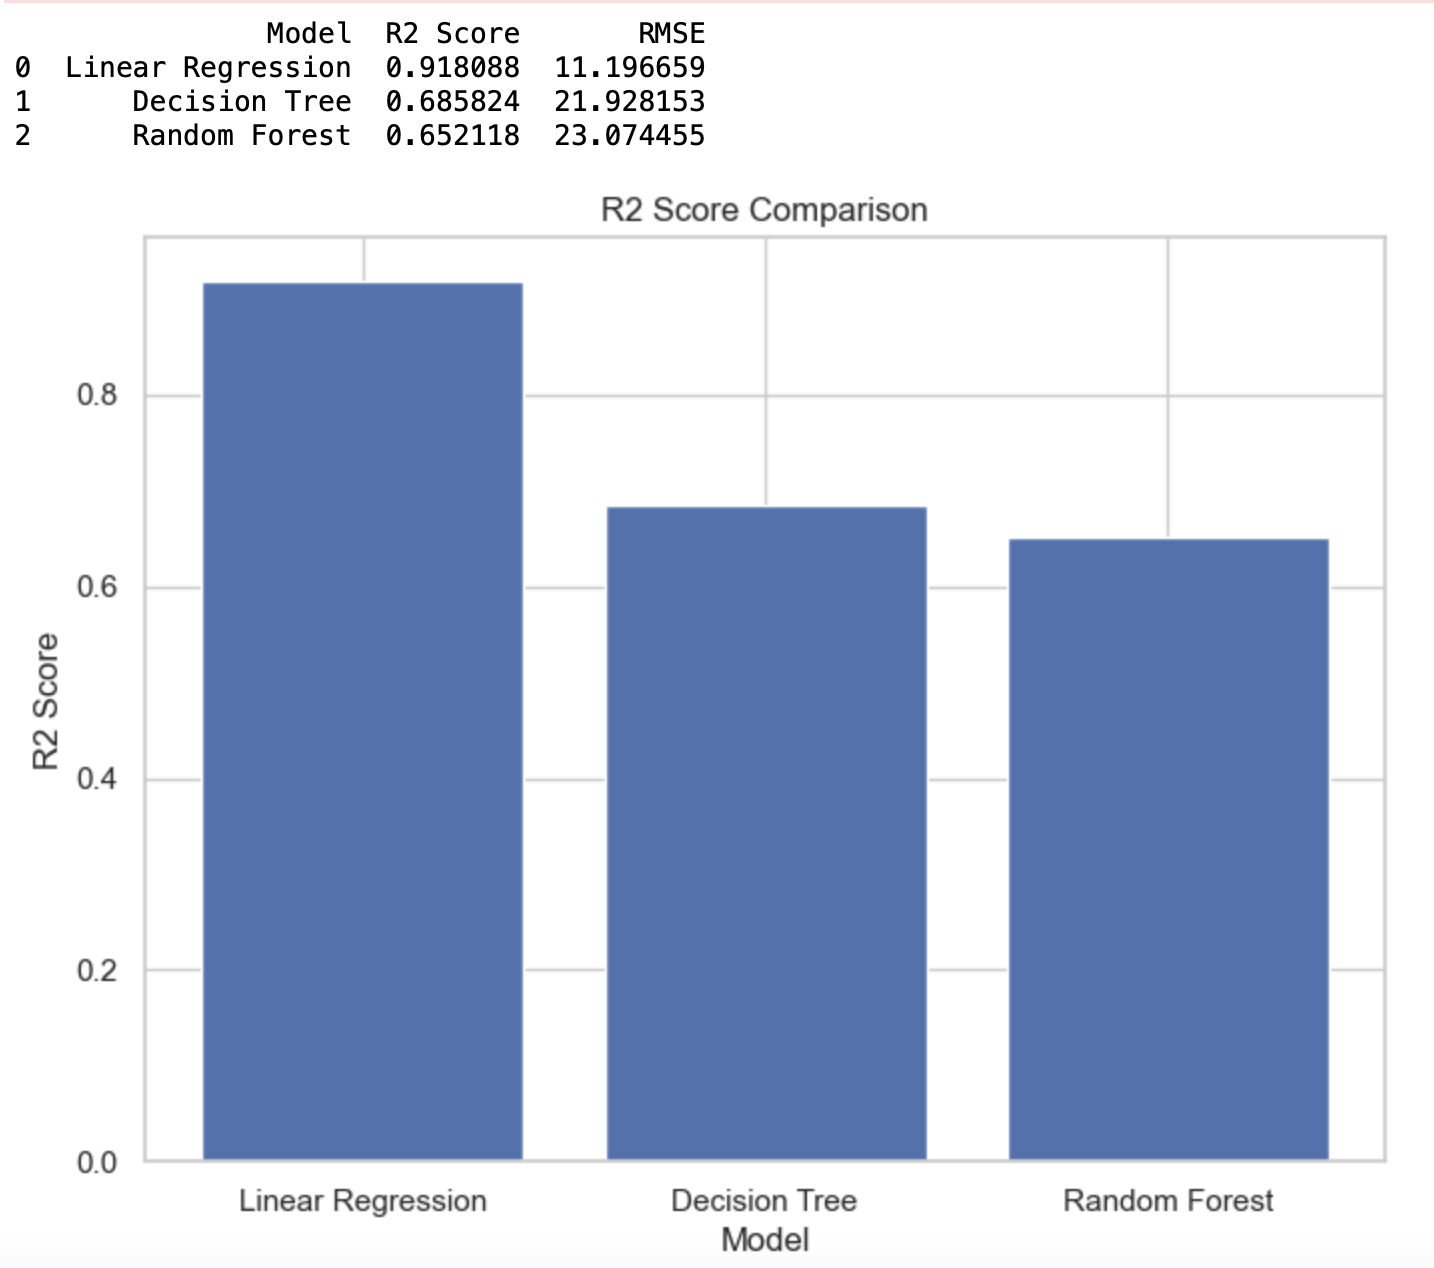 Model R2 Score RMSE
0 Linear Regression 0.918088 11.196659
1 Decision Tree 0.685824 21.928153
2 Random Forest 0.652118 23.074455
R2 Score Comparison
R2 Score
0.8
0.6
0.4
0.2
0.0
Linear Regression Decision Tree Random Forest
Model